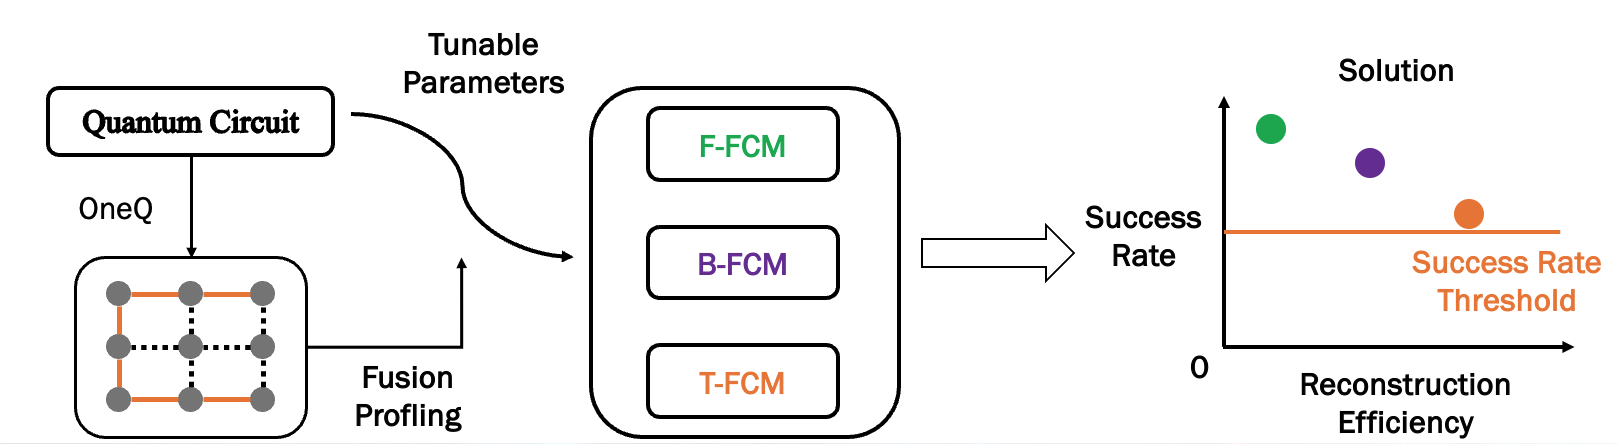 Tunable
Parameters
Quantum Circuit
OneQ
Fusion
Profling
F-FCM
B-FCM
T-FCM
Solution
Success
Rate
Success Rate
Threshold
0
Reconstruction
Efficiency